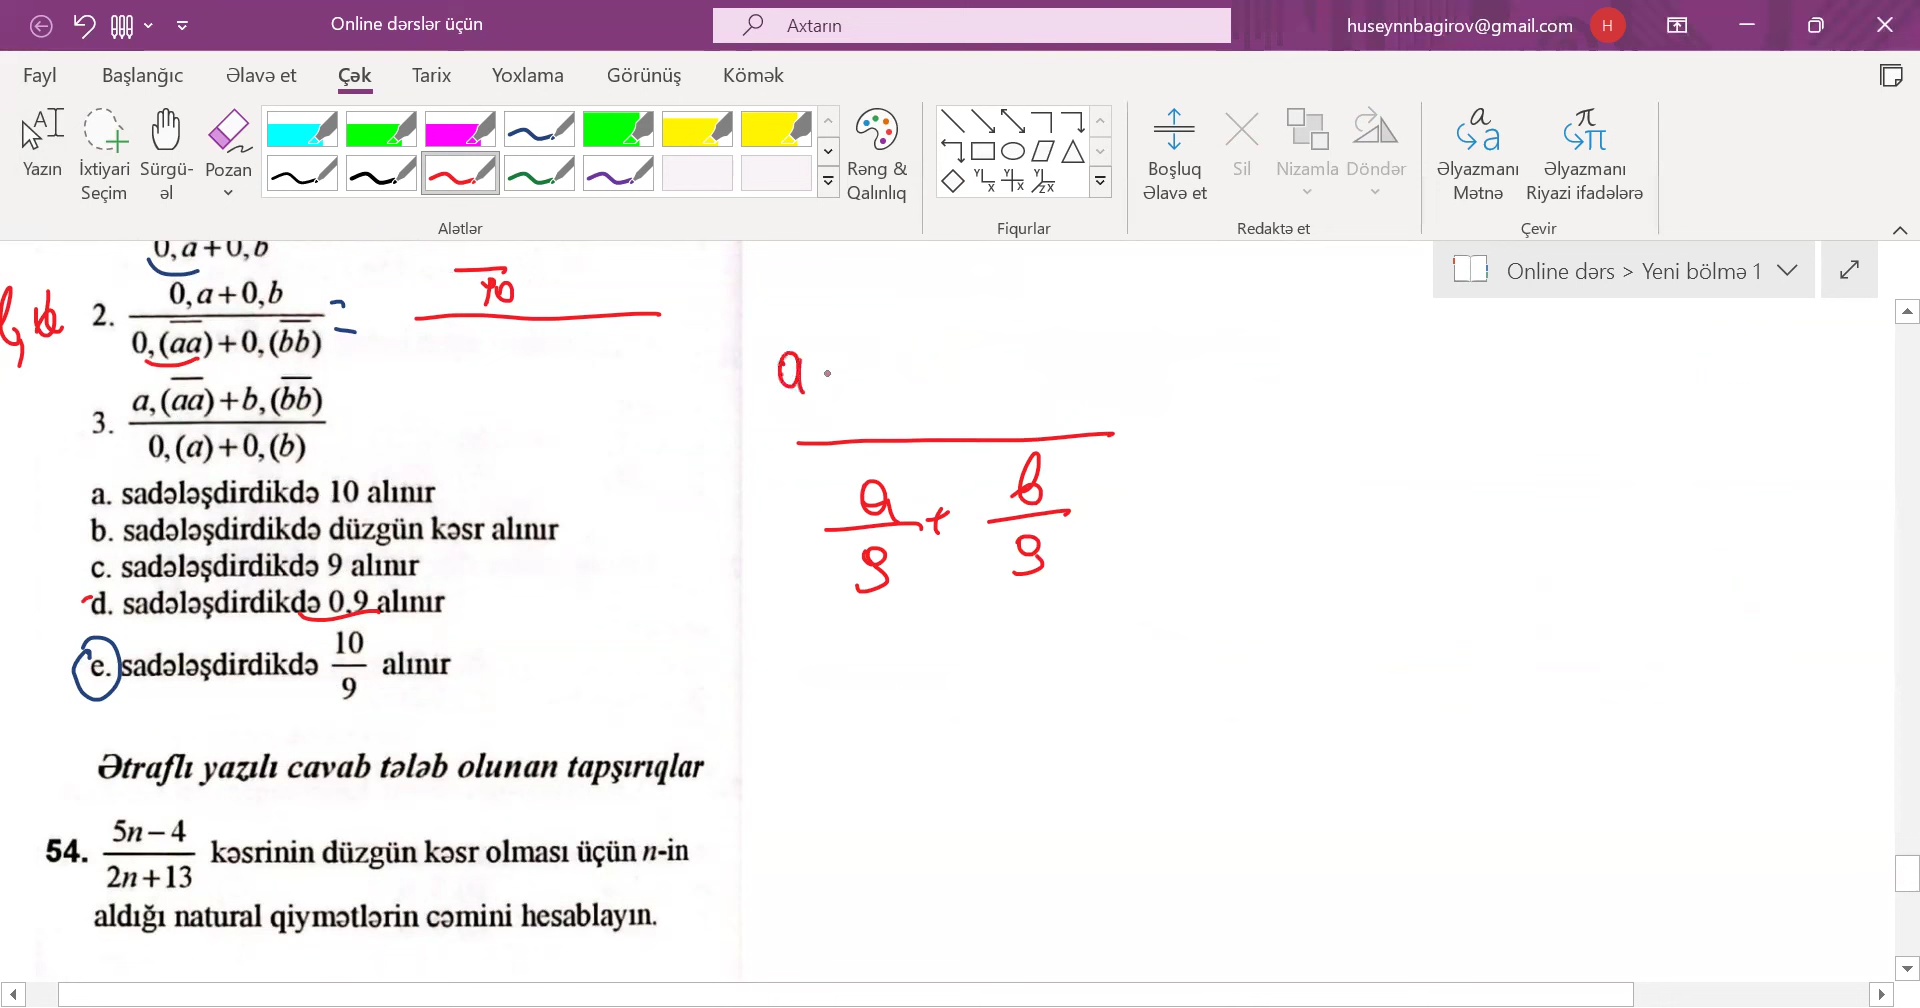 Online dərslər üçün
Axtarın
huseynnbagirov@gmail.com
H
Fayl Başlanğıc Əlavə et Çək Tarix Yoxlama Görünüş Kömək
Yazın
İxtiyari Seçim
Sürgü-əl
Pozan
Rəng & Qalınlıq
Boşluq Əlavə et
Sil
Nizamla
Döndər
Əlyazmanı Mətnə
Əlyazmanı Riyazi ifadələrə
Alətlər
Fiqurlar
Redaktə et
Çevir
Online dərs > Yeni bölmə 1
0,a+0,b
2. (0,a+0,b)/(0,(a̅a̅)+0,(b̅b̅)) =
10
3. (a,(a̅a̅)+b,(b̅b̅))/(0,(a)+0,(b))
a. sadələşdirdikdə 10 alınır
b. sadələşdirdikdə düzgün kəsr alınır
c. sadələşdirdikdə 9 alınır
d. sadələşdirdikdə 0,9 alınır
e. sadələşdirdikdə 10/9 alınır
a
a/9 + b/9
Ətraflı yazılı cavab tələb olunan tapşırıqlar
54. (5n−4)/(2n+13) kəsrinin düzgün kəsr olması üçün n-in
aldığı natural qiymətlərin cəmini hesablayın.